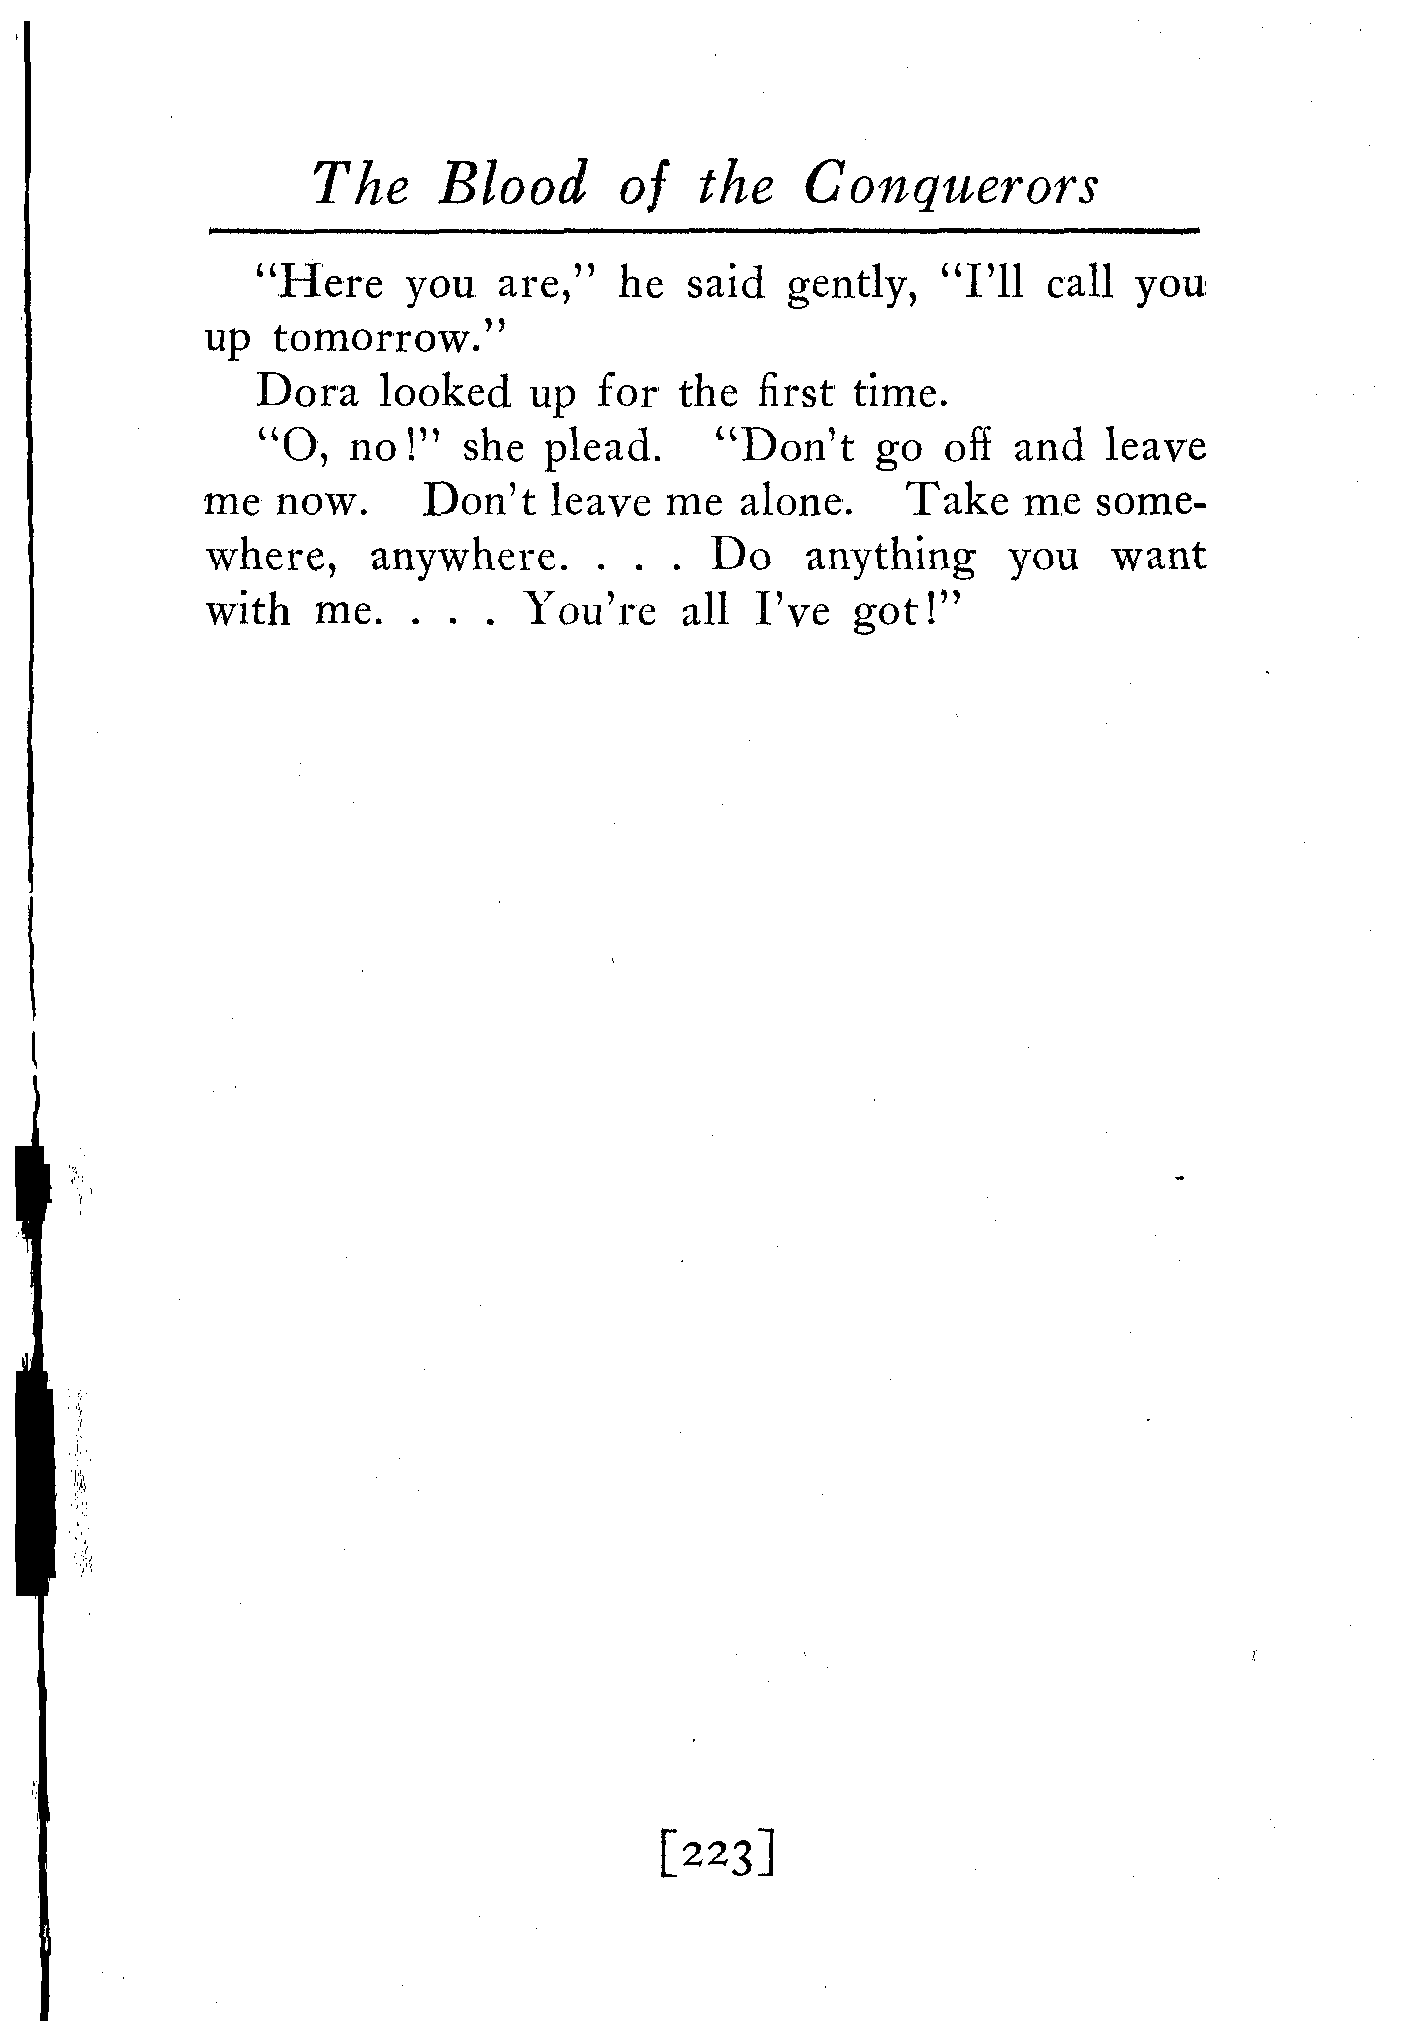 The Blood of the Conquerors
"Here you are," he said gently, "I'll call you
up tomorrow."
Dora looked up for the first time.
"O, no!" she plead. "Don't go off and leave
me now. Don't leave me alone. Take me some-
where, anywhere. . . . Do anything you want
with me. . . . You're all I've got!"
[223]